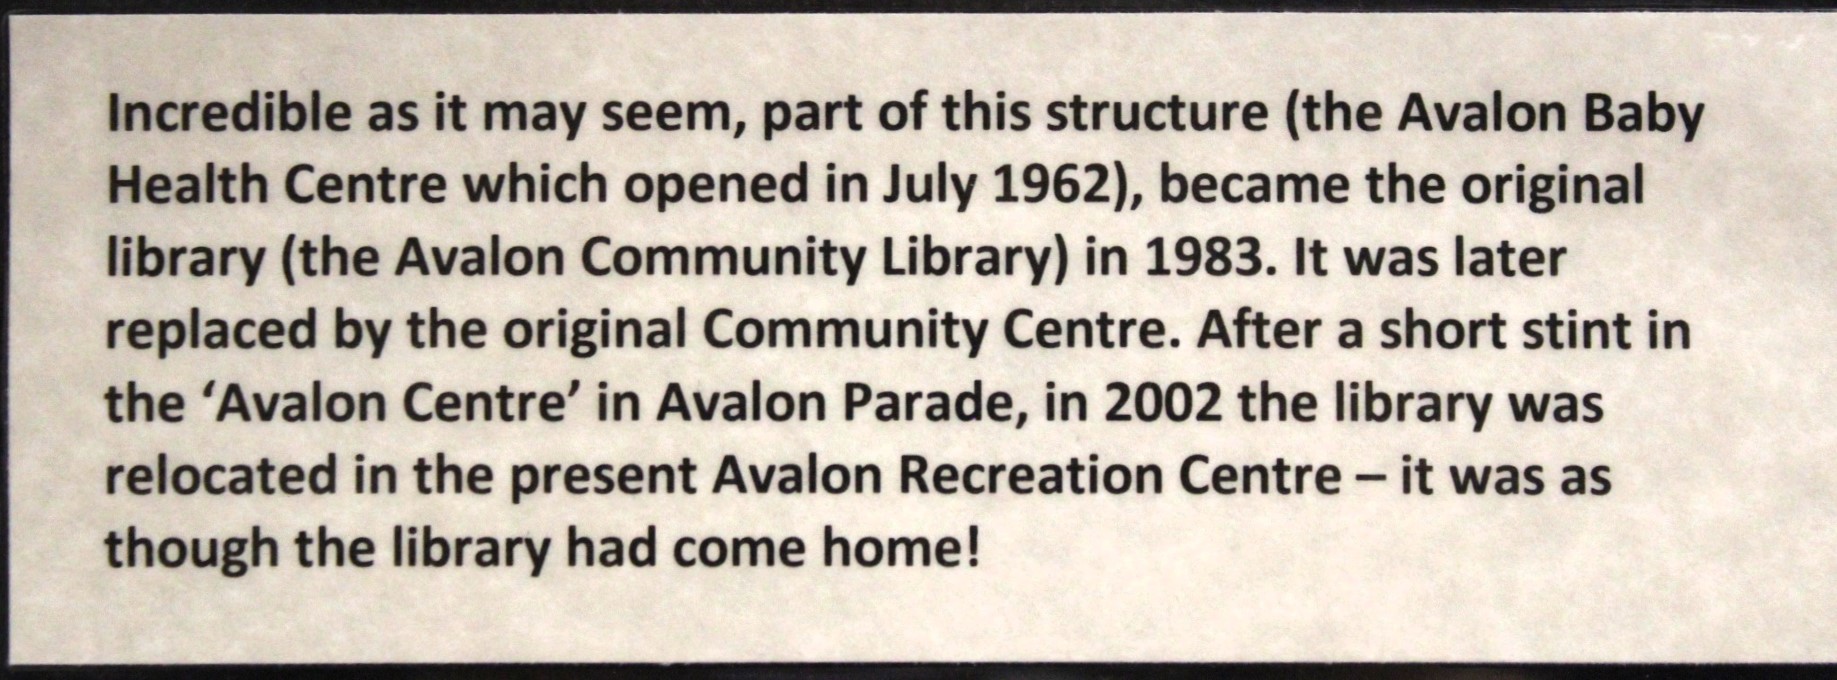 Incredible as it may seem, part of this structure (the Avalon Baby
Health Centre which opened in July 1962), became the original
library (the Avalon Community Library) in 1983. It was later
replaced by the original Community Centre. After a short stint in
the ‘Avalon Centre’ in Avalon Parade, in 2002 the library was
relocated in the present Avalon Recreation Centre – it was as
though the library had come home!